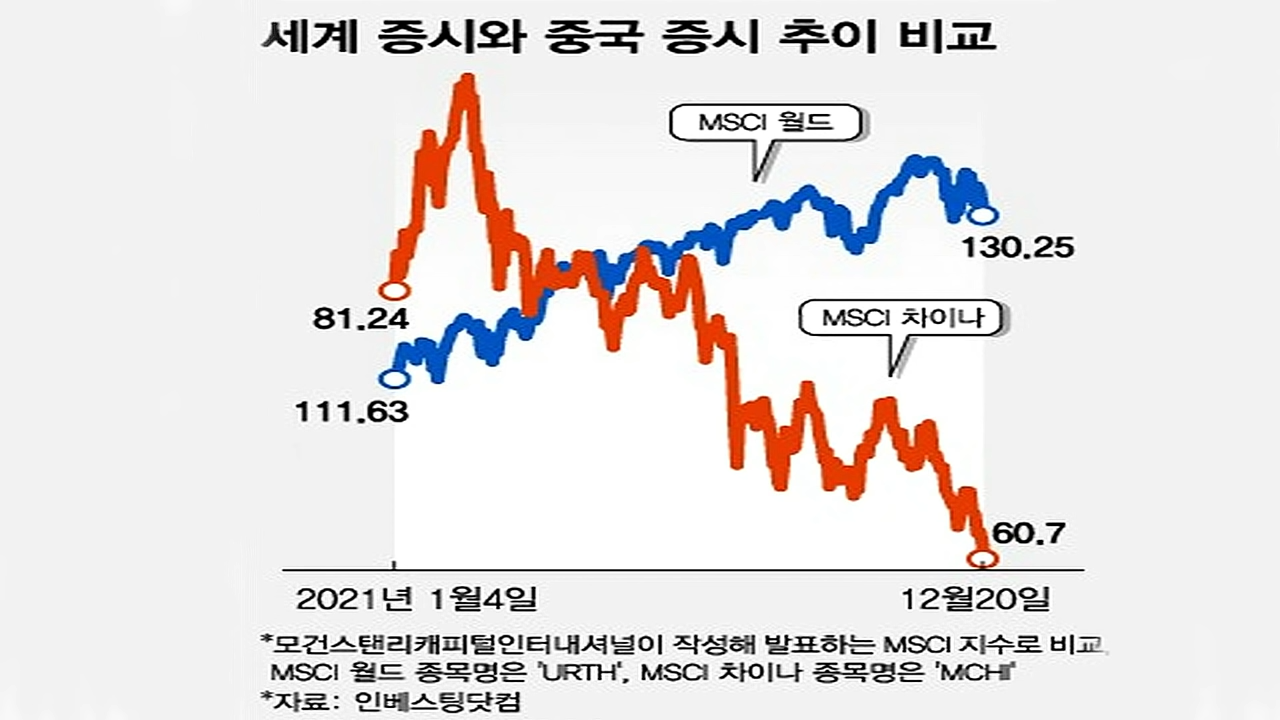 세계 증시와 중국 증시 추이 비교
MSCI 월드
130.25
81.24
MSCI 차이나
111.63
60.7
2021년 1월4일
12월20일
*모건스탠리캐피털인터내셔널이 작성해 발표하는 MSCI 지수로 비교.
MSCI 월드 종목명은 'URTH', MSCI 차이나 종목명은 'MCHI'
*자료: 인베스팅닷컴